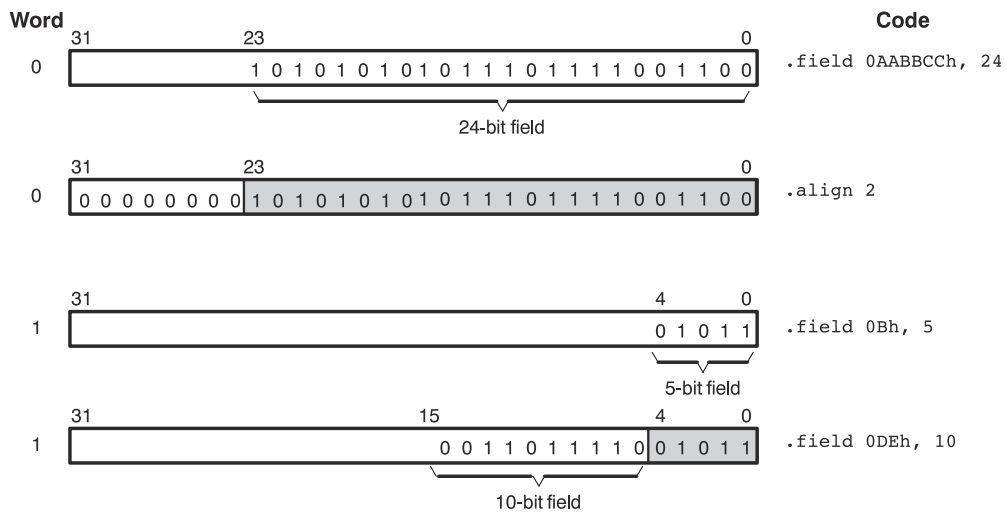 Word
Code
31 23 0
0 1 0 1 0 1 0 1 0 1 0 1 1 1 0 1 1 1 1 0 0 1 1 0 0 .field 0AABBCCh, 24
24-bit field
31 23 0
0 0 0 0 0 0 0 0 0 1 0 1 0 1 0 1 0 1 0 1 1 1 0 1 1 1 1 0 0 1 1 0 0 .align 2
31 4 0
1 0 1 0 1 1 .field 0Bh, 5
5-bit field
31 15 4 0
1 0 0 1 1 0 1 1 1 1 0 0 1 0 1 1 .field 0DEh, 10
10-bit field